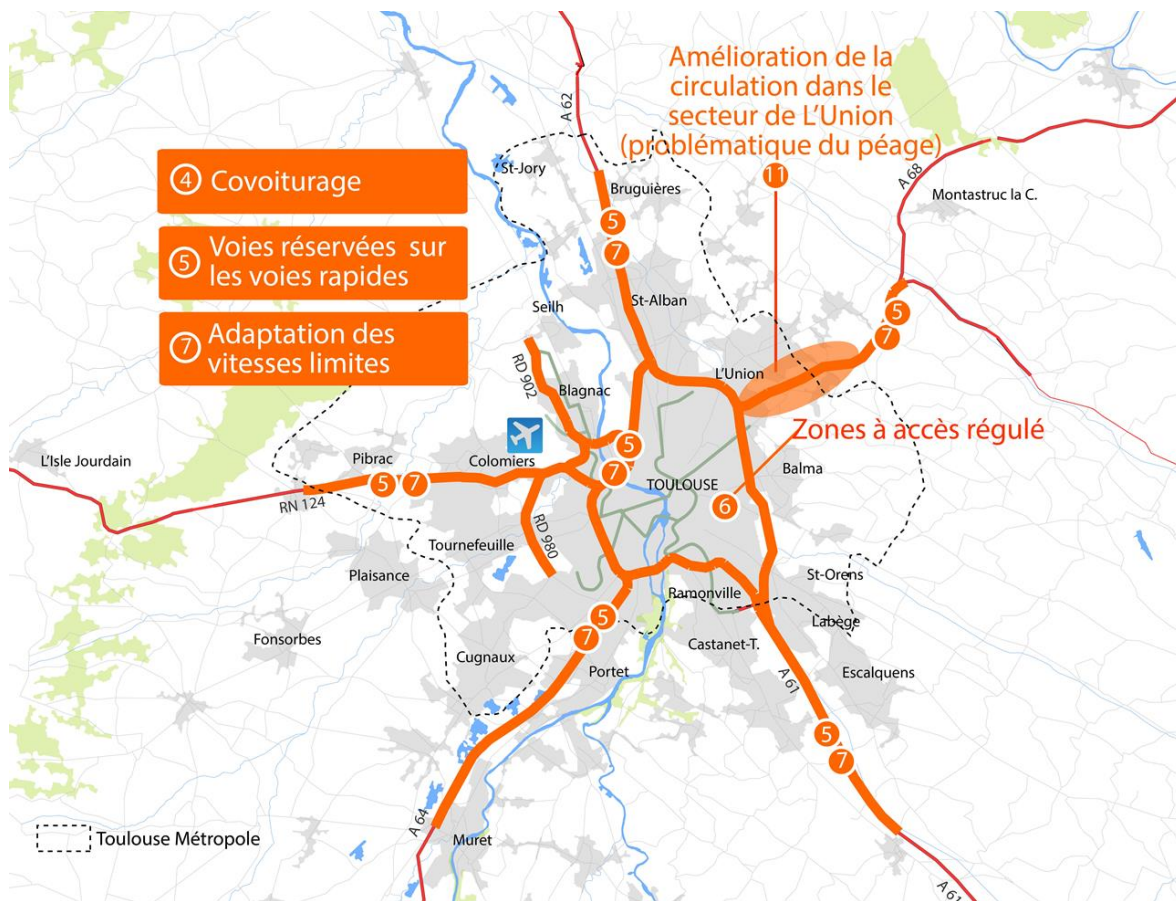 Amélioration de la
circulation dans le
secteur de L'Union
(problématique du péage)
11
A 62
A 68
4 Covoiturage
5 Voies réservées sur
les voies rapides
7 Adaptation des
vitesses limites
St-Jory
Bruguières
Montastruc la C.
5
7
Seilh
St-Alban
5
7
RD 902
Blagnac
L'Union
Zones à accès régulé
L'Isle Jourdain
Pibrac
Colomiers
5
7
TOULOUSE
Balma
5 7
RN 124
6
RD 980
Tournefeuille
Plaisance
St-Orens
Ramonville
Labège
Fonsorbes
5
7
Cugnaux
Portet
Castanet-T.
Escalquens
A 61
5
7
A 64
Muret
Toulouse Métropole
A 61